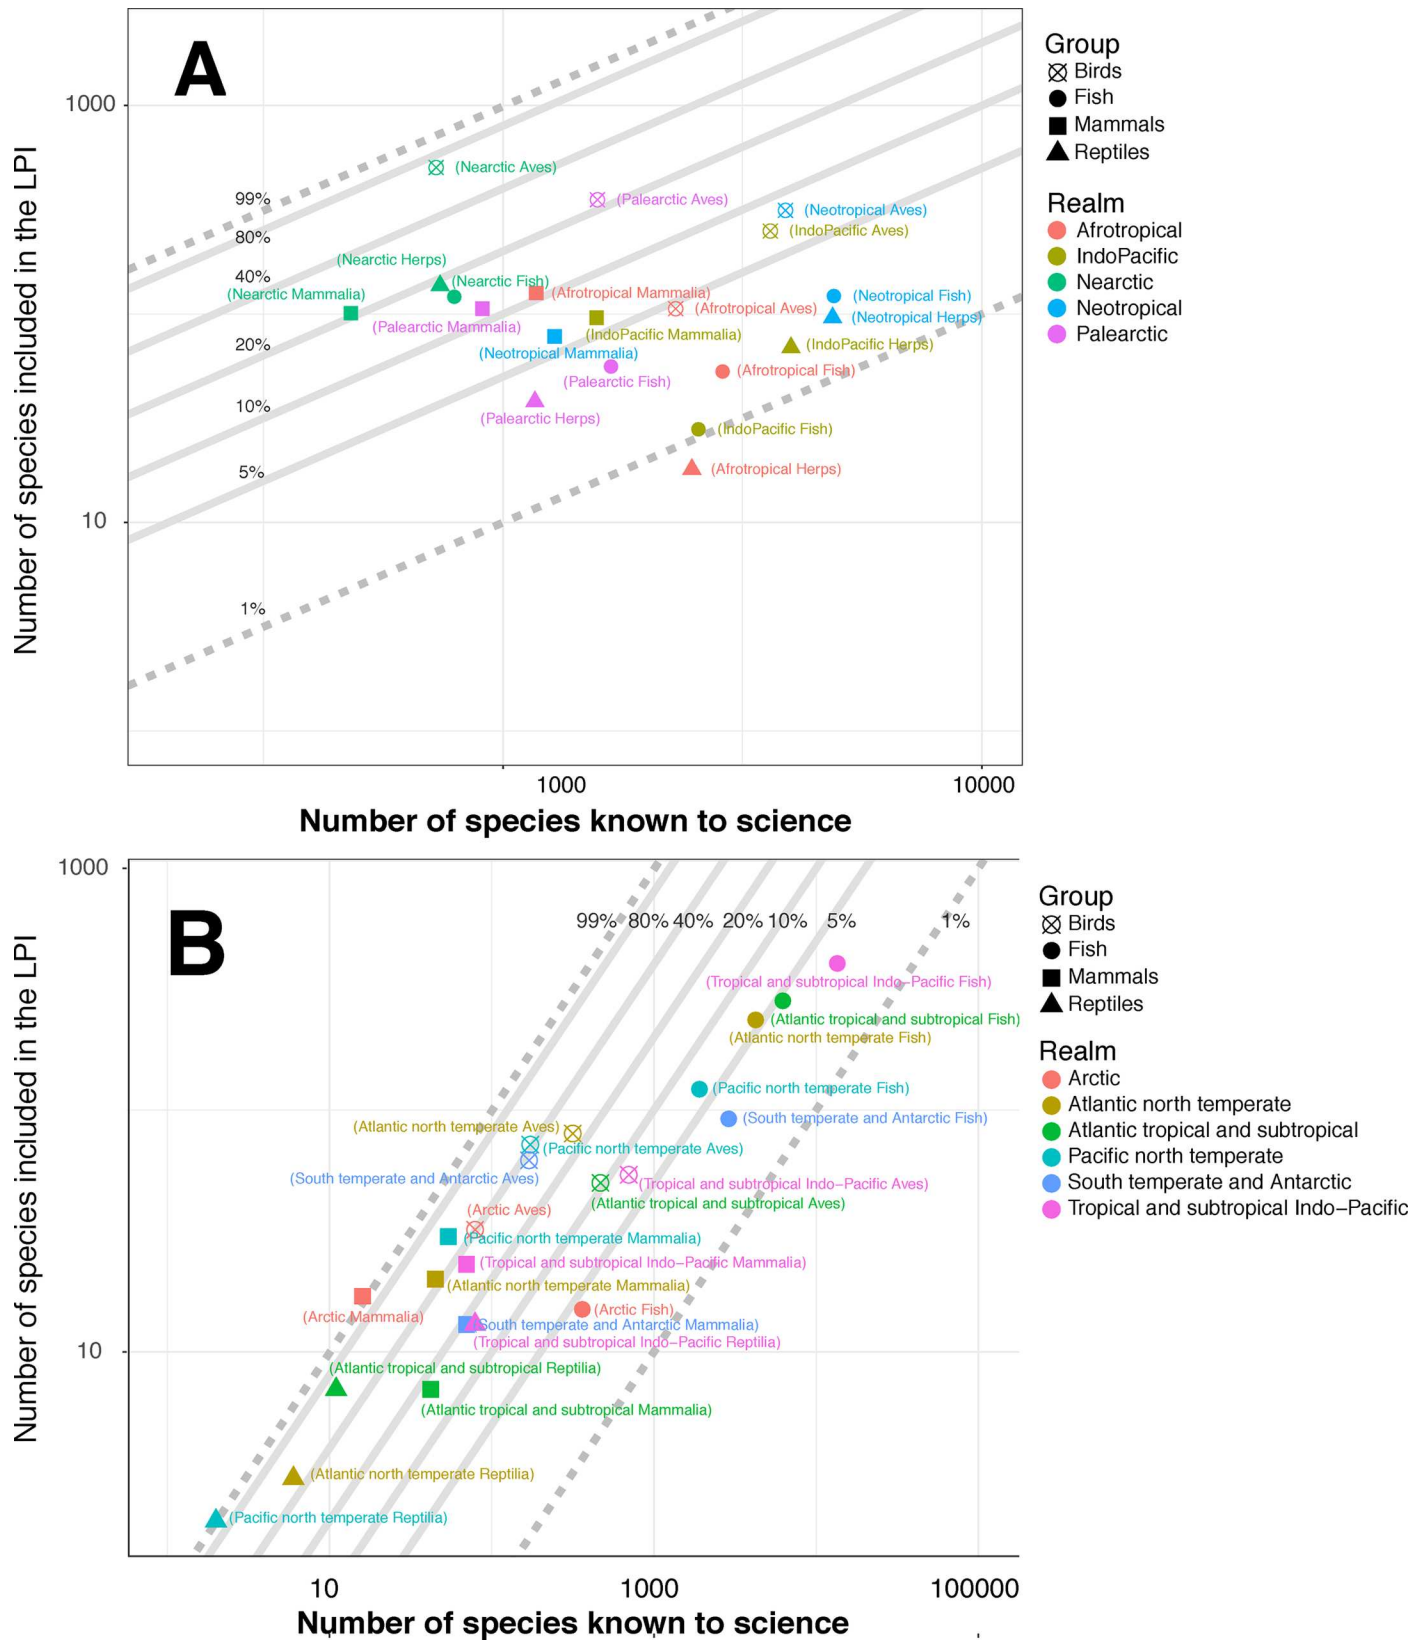 A
Number of species included in the LPI
1000
10
99%
80%
40%
20%
10%
5%
1%
(Nearctic Aves)
(Palearctic Aves)
(Neotropical Aves)
(IndoPacific Aves)
(Nearctic Herps)
(Nearctic Fish)
(Nearctic Mammalia)
(Afrotropical Mammalia)
(Neotropical Fish)
(Afrotropical Aves)
(Neotropical Herps)
(Palearctic Mammalia)
(IndoPacific Mammalia)
(IndoPacific Herps)
(Neotropical Mammalia)
(Afrotropical Fish)
(Palearctic Fish)
(Palearctic Herps)
(IndoPacific Fish)
(Afrotropical Herps)
1000
10000
Number of species known to science
Group
Birds
Fish
Mammals
Reptiles
Realm
Afrotropical
IndoPacific
Nearctic
Neotropical
Palearctic
B
Number of species included in the LPI
1000
10
99% 80% 40% 20% 10% 5% 1%
(Tropical and subtropical Indo–Pacific Fish)
(Atlantic tropical and subtropical Fish)
(Atlantic north temperate Fish)
(Pacific north temperate Fish)
(South temperate and Antarctic Fish)
(Atlantic north temperate Aves)
(Pacific north temperate Aves)
(South temperate and Antarctic Aves)
(Tropical and subtropical Indo–Pacific Aves)
(Atlantic tropical and subtropical Aves)
(Arctic Aves)
(Pacific north temperate Mammalia)
(Tropical and subtropical Indo–Pacific Mammalia)
(Atlantic north temperate Mammalia)
(Arctic Fish)
(Arctic Mammalia)
(South temperate and Antarctic Mammalia)
(Tropical and subtropical Indo–Pacific Reptilia)
(Atlantic tropical and subtropical Reptilia)
(Atlantic tropical and subtropical Mammalia)
(Atlantic north temperate Reptilia)
(Pacific north temperate Reptilia)
10
1000
100000
Number of species known to science
Group
Birds
Fish
Mammals
Reptiles
Realm
Arctic
Atlantic north temperate
Atlantic tropical and subtropical
Pacific north temperate
South temperate and Antarctic
Tropical and subtropical Indo–Pacific